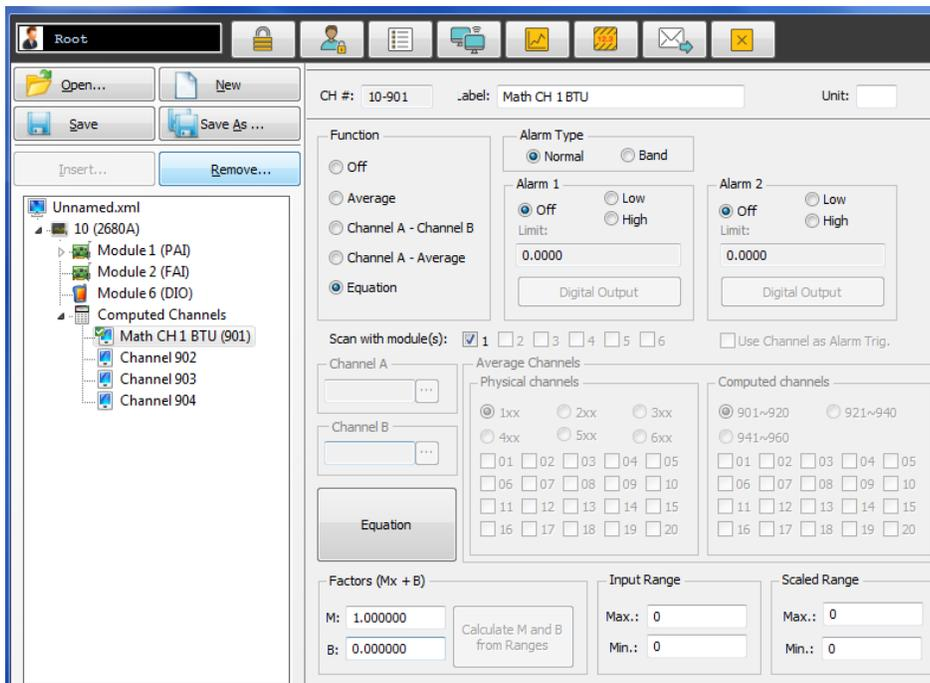 Root
Open... New
Save Save As ...
Insert... Remove...
Unnamed.xml
10 (2680A)
Module 1 (PAI)
Module 2 (FAI)
Module 6 (DIO)
Computed Channels
Math CH 1 BTU (901)
Channel 902
Channel 903
Channel 904
CH #: 10-901 Label: Math CH 1 BTU Unit:
Function
Off
Average
Channel A - Channel B
Channel A - Average
Equation
Alarm Type
Normal Band
Alarm 1
Off Low
High
Limit:
0.0000
Digital Output
Alarm 2
Off Low
High
Limit:
0.0000
Digital Output
Scan with module(s): 1 2 3 4 5 6 Use Channel as Alarm Trig.
Channel A
...
Channel B
...
Equation
Average Channels
Physical channels
1xx 2xx 3xx
4xx 5xx 6xx
01 02 03 04 05
06 07 08 09 10
11 12 13 14 15
16 17 18 19 20
Computed channels
901~920 921~940
941~960
01 02 03 04 05
06 07 08 09 10
11 12 13 14 15
16 17 18 19 20
Factors (Mx + B)
M: 1.000000
B: 0.000000
Calculate M and B
from Ranges
Input Range
Max.: 0
Min.: 0
Scaled Range
Max.: 0
Min.: 0